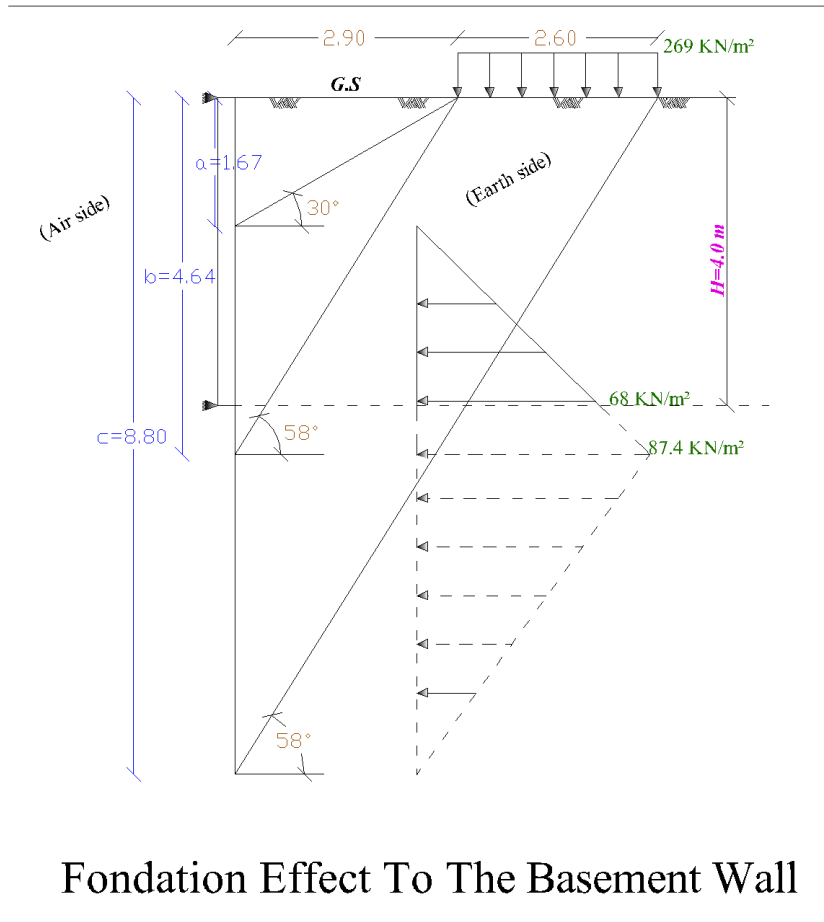 2.90
2.60
269 KN/m²
G.S
a=1.67
(Earth side)
(Air side)
30°
b=4.64
H=4.0 m
68 KN/m²
58°
c=8.80
87.4 KN/m²
58°
Fondation Effect To The Basement Wall